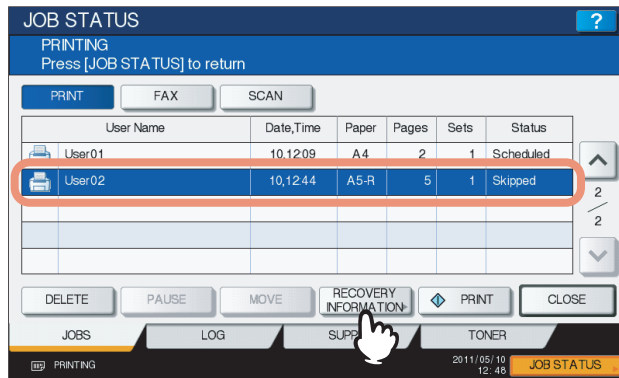 JOB STATUS
?
PRINTING
Press [JOB STATUS] to return
PRINT FAX SCAN
User Name Date,Time Paper Pages Sets Status
User01 10,12:09 A4 2 1 Scheduled
User02 10,12:44 A5-R 5 1 Skipped
2
2
DELETE PAUSE MOVE RECOVERY INFORMATION PRINT CLOSE
JOBS LOG TONER
PRINTING 2011/05/10 12:48 JOB STATUS